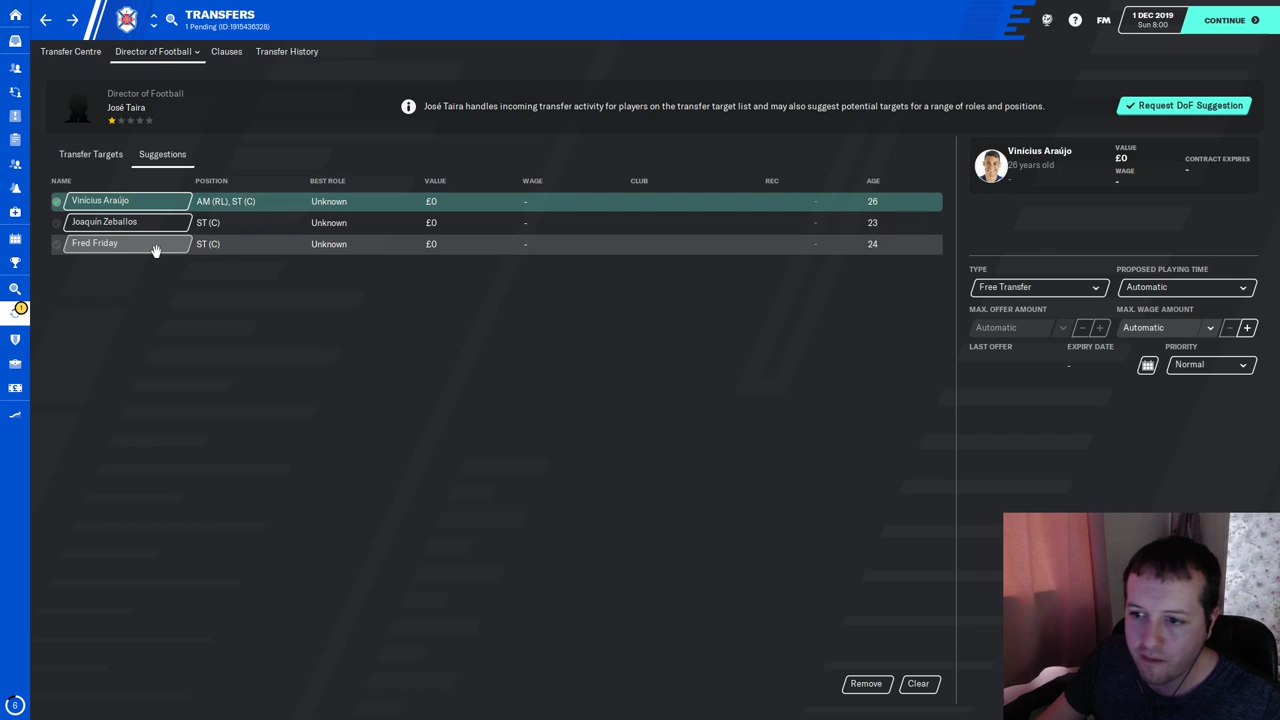 TRANSFERS
1 Pending (ID:1915436328)
FM
1 DEC 2019
Sun 8:00
CONTINUE
Transfer Centre
Director of Football
Clauses
Transfer History
Director of Football
José Taira
José Taira handles incoming transfer activity for players on the transfer target list and may also suggest potential targets for a range of roles and positions.
Request DoF Suggestion
Transfer Targets
Suggestions
NAME POSITION BEST ROLE VALUE WAGE CLUB REC AGE
Vinícius Araújo AM (RL), ST (C) Unknown £0 - - 26
Joaquín Zeballos ST (C) Unknown £0 - - 23
Fred Friday ST (C) Unknown £0 - - 24
Vinícius Araújo
26 years old
-
VALUE
£0
WAGE
-
CONTRACT EXPIRES
-
TYPE PROPOSED PLAYING TIME
Free Transfer Automatic
MAX. OFFER AMOUNT MAX. WAGE AMOUNT
Automatic Automatic
LAST OFFER EXPIRY DATE PRIORITY
- Normal
Remove Clear
1
6